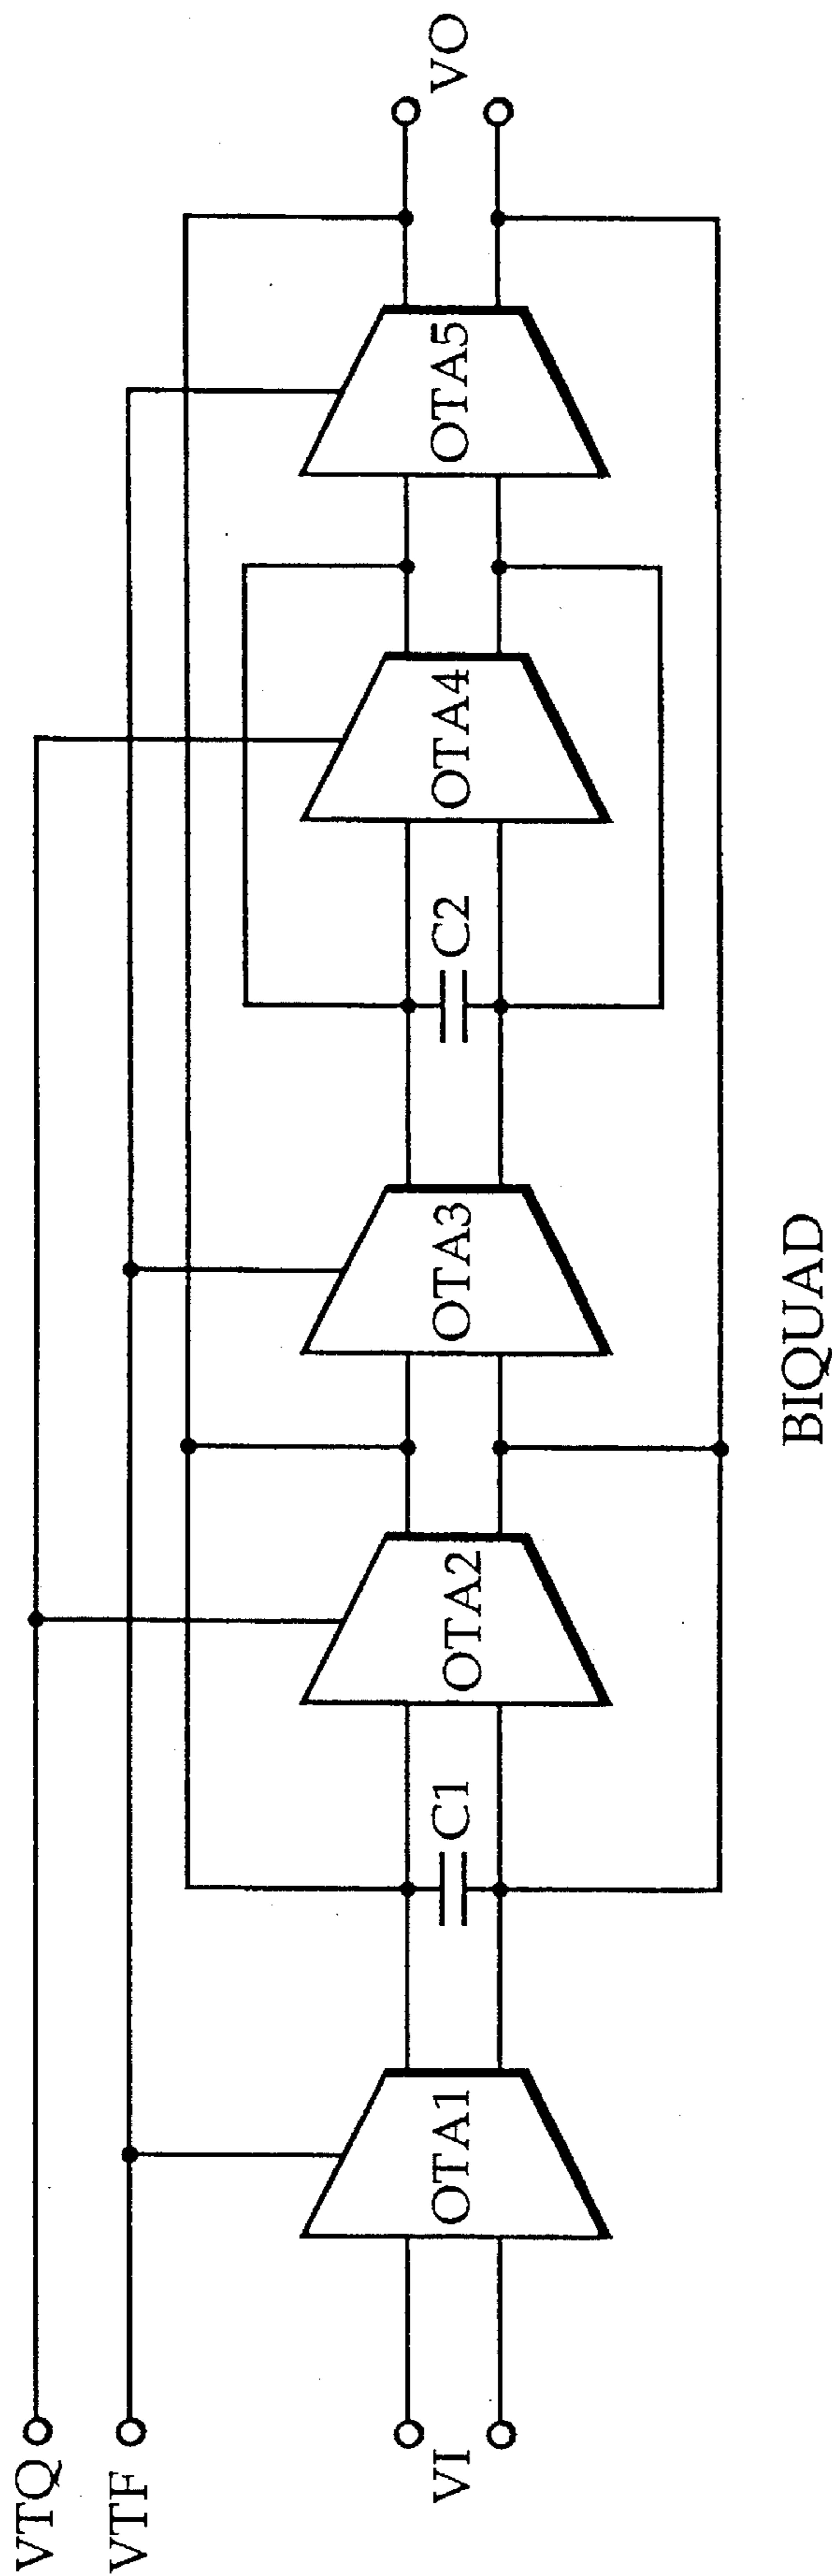 VTQ
VTF
VI
OTA1
C1
OTA2
OTA3
C2
OTA4
OTA5
VO
BIQUAD